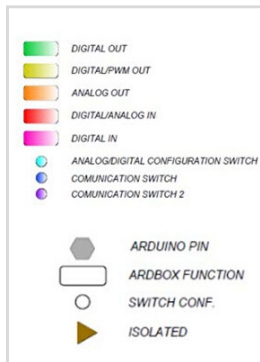 DIGITAL OUT
DIGITAL/PWM OUT
ANALOG OUT
DIGITAL/ANALOG IN
DIGITAL IN
ANALOG/DIGITAL CONFIGURATION SWITCH
COMUNICATION SWITCH
COMUNICATION SWITCH 2
ARDUINO PIN
ARDBOX FUNCTION
SWITCH CONF.
ISOLATED